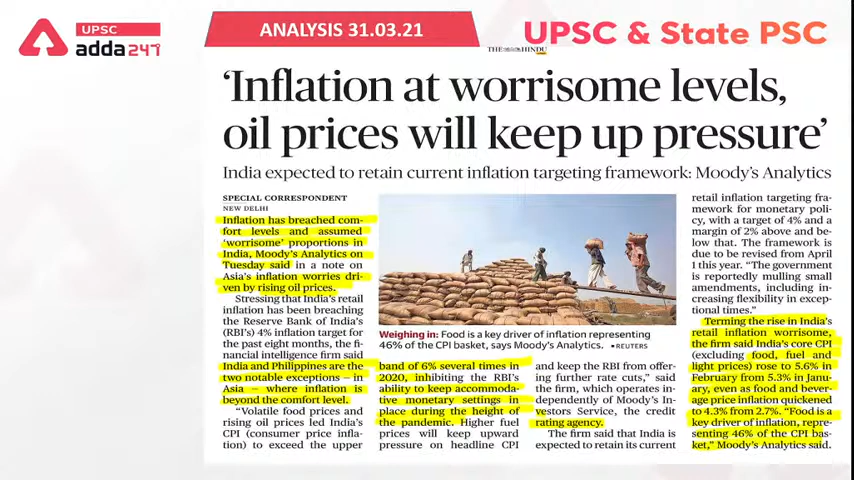 UPSC
adda247
ANALYSIS 31.03.21
UPSC & State PSC
THE HINDU
‘Inflation at worrisome levels,
oil prices will keep up pressure’
India expected to retain current inflation targeting framework: Moody’s Analytics
SPECIAL CORRESPONDENT
NEW DELHI
Inflation has breached com-
fort levels and assumed
‘worrisome’ proportions in
India, Moody’s Analytics on
Tuesday said in a note on
Asia’s inflation worries dri-
ven by rising oil prices.
Stressing that India’s retail
inflation has been breaching
the Reserve Bank of India’s
(RBI’s) 4% inflation target for
the past eight months, the fi-
nancial intelligence firm said
India and Philippines are the
two notable exceptions – in
Asia – where inflation is
beyond the comfort level.
“Volatile food prices and
rising oil prices led India’s
CPI (consumer price infla-
tion) to exceed the upper
Weighing in: Food is a key driver of inflation representing
46% of the CPI basket, says Moody’s Analytics. ▪ REUTERS
band of 6% several times in
2020, inhibiting the RBI’s
ability to keep accommoda-
tive monetary settings in
place during the height of
the pandemic. Higher fuel
prices will keep upward
pressure on headline CPI
and keep the RBI from offer-
ing further rate cuts,” said
the firm, which operates in-
dependently of Moody’s In-
vestors Service, the credit
rating agency.
The firm said that India is
expected to retain its current
retail inflation targeting fra-
mework for monetary poli-
cy, with a target of 4% and a
margin of 2% above and be-
low that. The framework is
due to be revised from April
1 this year. “The government
is reportedly mulling small
amendments, including in-
creasing flexibility in excep-
tional times.”
Terming the rise in India’s
retail inflation worrisome,
the firm said India’s core CPI
(excluding food, fuel and
light prices) rose to 5.6% in
February from 5.3% in Janu-
ary, even as food and bever-
age price inflation quickened
to 4.3% from 2.7%. “Food is a
key driver of inflation, repre-
senting 46% of the CPI bas-
ket,” Moody’s Analytics said.